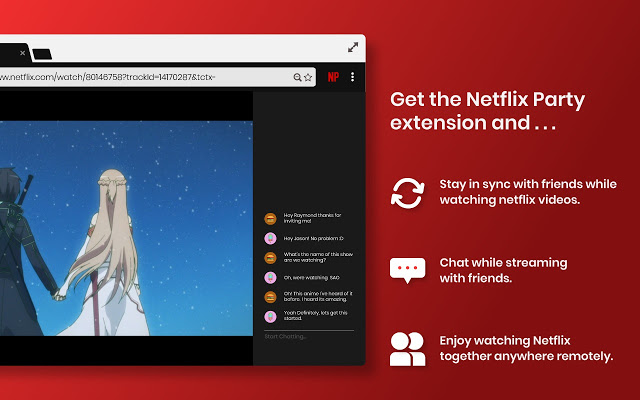 ww.netflix.com/watch/80146758?trackId=14170287&tctx-
NP
Hey Raymond thanks for
inviting me!
Hey Jason! No problem :D
What's the name of this show
are we watching?
Oh, were watching SAO
Oh! This anime i've heard of it
before. I heard its amazing.
Yeah Definitely, lets get this
started.
Start Chatting...
Get the Netflix Party
extension and . . .
Stay in sync with friends while
watching netflix videos.
Chat while streaming
with friends.
Enjoy watching Netflix
together anywhere remotely.